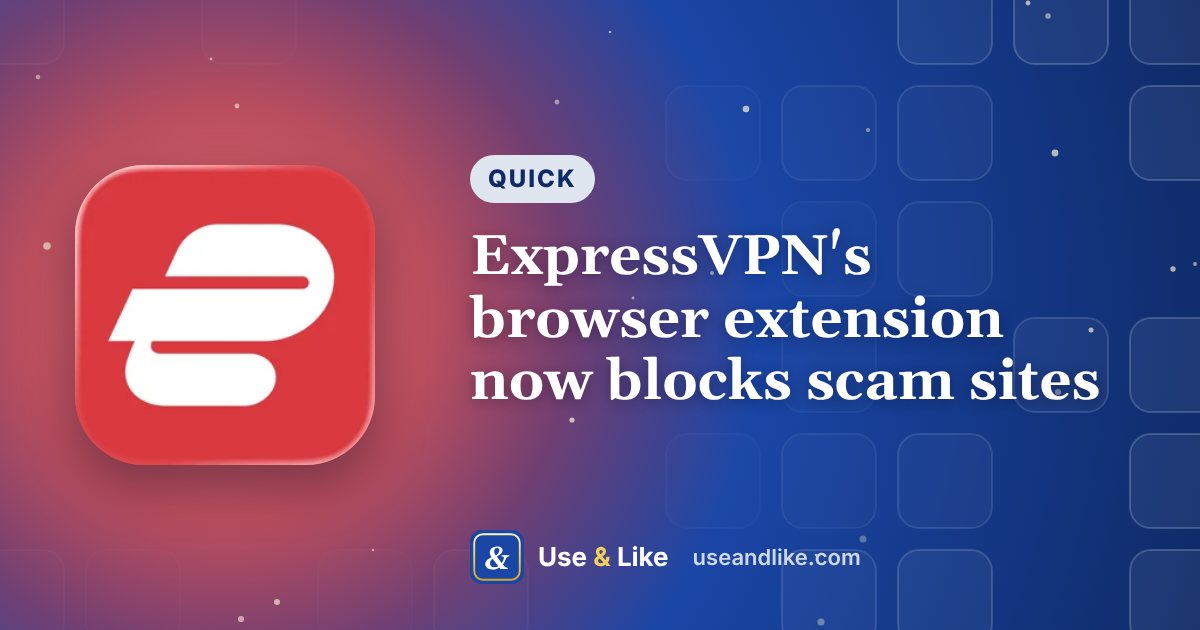 QUICK
ExpressVPN's
browser extension
now blocks scam sites
& Use & Like useandlike.com